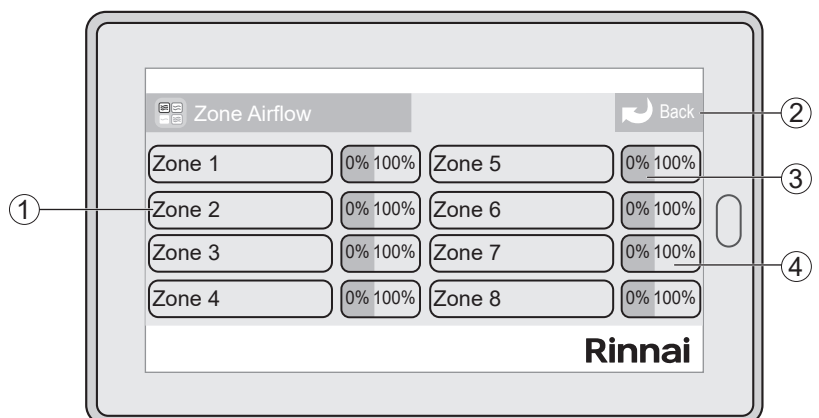 Zone Airflow Back 2
Zone 1 0% 100% Zone 5 0% 100% 3
1 Zone 2 0% 100% Zone 6 0% 100%
Zone 3 0% 100% Zone 7 0% 100% 4
Zone 4 0% 100% Zone 8 0% 100%
Rinnai